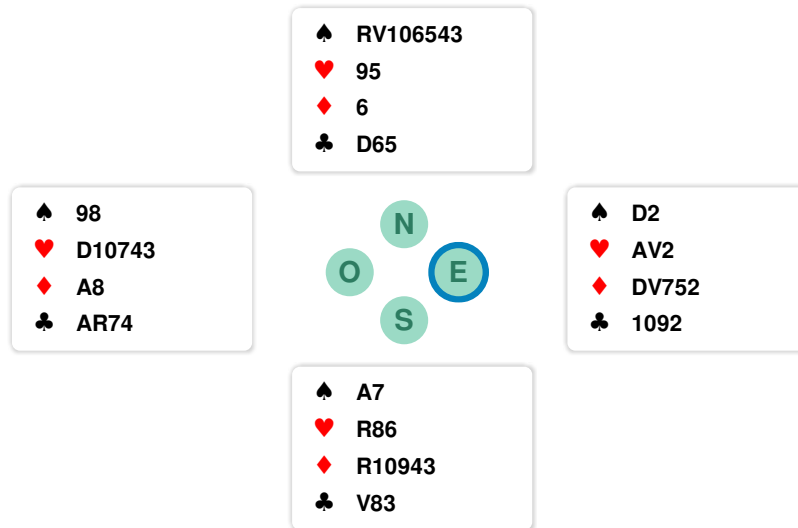 ♠ RV106543
♥ 95
♦ 6
♣ D65
♠ 98
♥ D10743
♦ A8
♣ AR74
N
O E
S
♠ D2
♥ AV2
♦ DV752
♣ 1092
♠ A7
♥ R86
♦ R10943
♣ V83